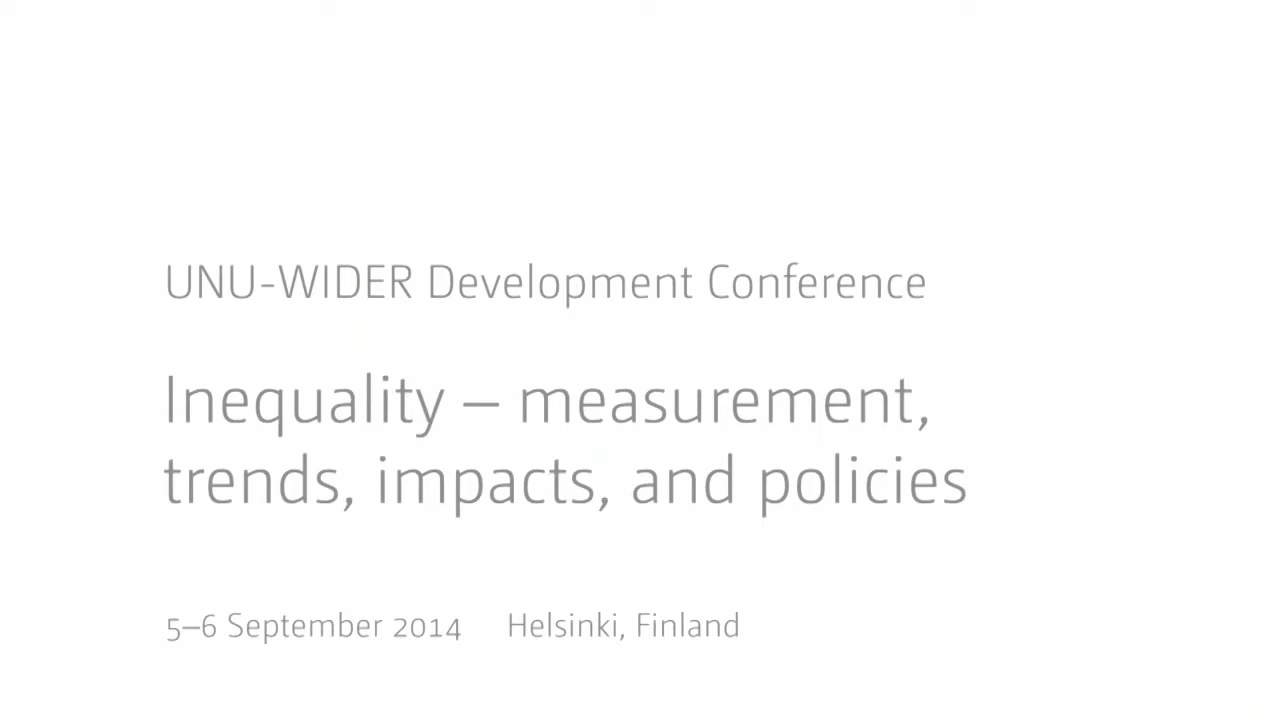 UNU-WIDER Development Conference
Inequality – measurement,
trends, impacts, and policies
5–6 September 2014 Helsinki, Finland